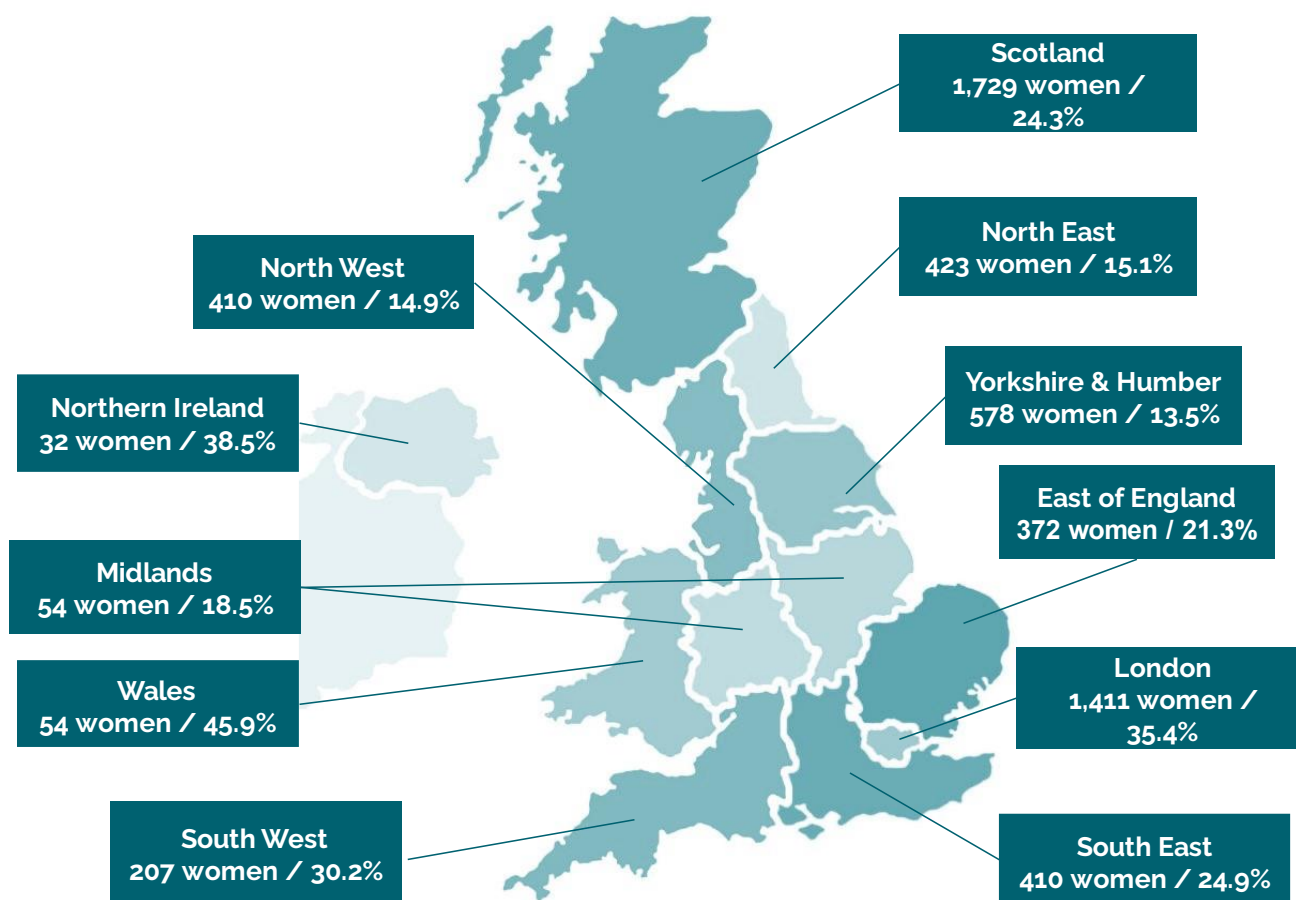 Scotland
1,729 women /
24.3%
North East
423 women / 15.1%
North West
410 women / 14.9%
Yorkshire & Humber
578 women / 13.5%
Northern Ireland
32 women / 38.5%
East of England
372 women / 21.3%
Midlands
54 women / 18.5%
London
1,411 women /
35.4%
Wales
54 women / 45.9%
South West
207 women / 30.2%
South East
410 women / 24.9%